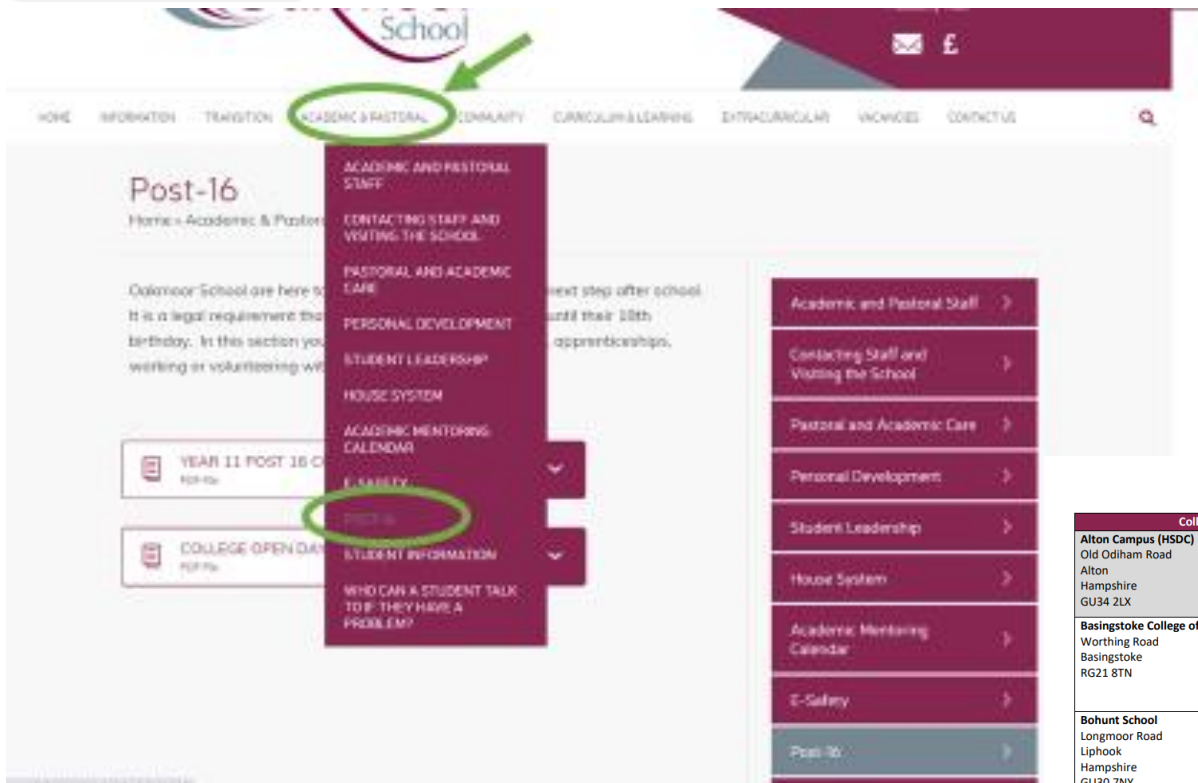 School
£
HOME INFORMATION TRANSITION ACADEMIC & PASTORAL COMMUNITY CURRICULUM & LEARNING EXTRACURRICULAR VACANCIES CONTACT US
Post-16
Home » Academic & Pastoral
Oakmoor School are here to
next step after school.
It is a legal requirement that
until their 18th
birthday. In this section you
apprenticeships,
working or volunteering with
YEAR 11 POST 16
PDF File
COLLEGE OPEN DAY
PDF File
ACADEMIC AND PASTORAL
STAFF
CONTACTING STAFF AND
VISITING THE SCHOOL
PASTORAL AND ACADEMIC
CARE
PERSONAL DEVELOPMENT
STUDENT LEADERSHIP
HOUSE SYSTEM
ACADEMIC MENTORING
CALENDAR
E-SAFETY
POST-16
STUDENT INFORMATION
WHO CAN A STUDENT TALK
TO IF THEY HAVE A
PROBLEM?
Academic and Pastoral Staff
Contacting Staff and
Visiting the School
Pastoral and Academic Care
Personal Development
Student Leadership
House System
Academic Mentoring
Calendar
E-Safety
Post-16
Coll
Alton Campus (HSDC)
Old Odiham Road
Alton
Hampshire
GU34 2LX
Basingstoke College of
Worthing Road
Basingstoke
RG21 8TN
Bohunt School
Longmoor Road
Liphook
Hampshire
GU30 7NY